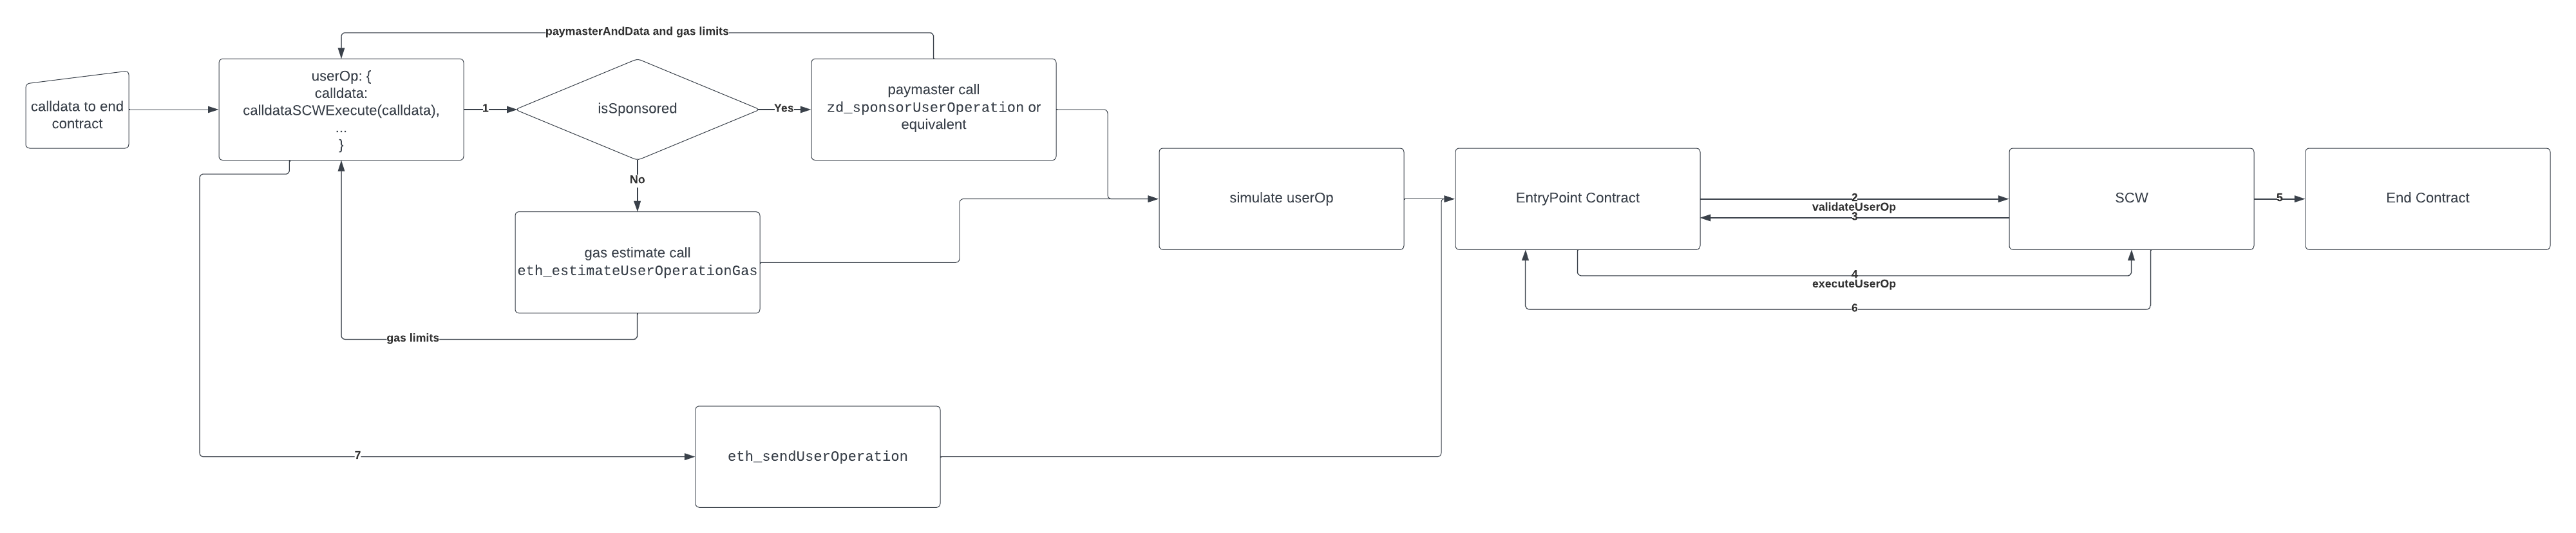 paymasterAndData and gas limits
calldata to end
contract
userOp: {
calldata:
calldataSCWExecute(calldata),
...
}
1
isSponsored
Yes
paymaster call
zd_sponsorUserOperation or
equivalent
No
gas estimate call
eth_estimateUserOperationGas
gas limits
simulate userOp
EntryPoint Contract
2
validateUserOp
3
SCW
5
End Contract
4
executeUserOp
6
7
eth_sendUserOperation